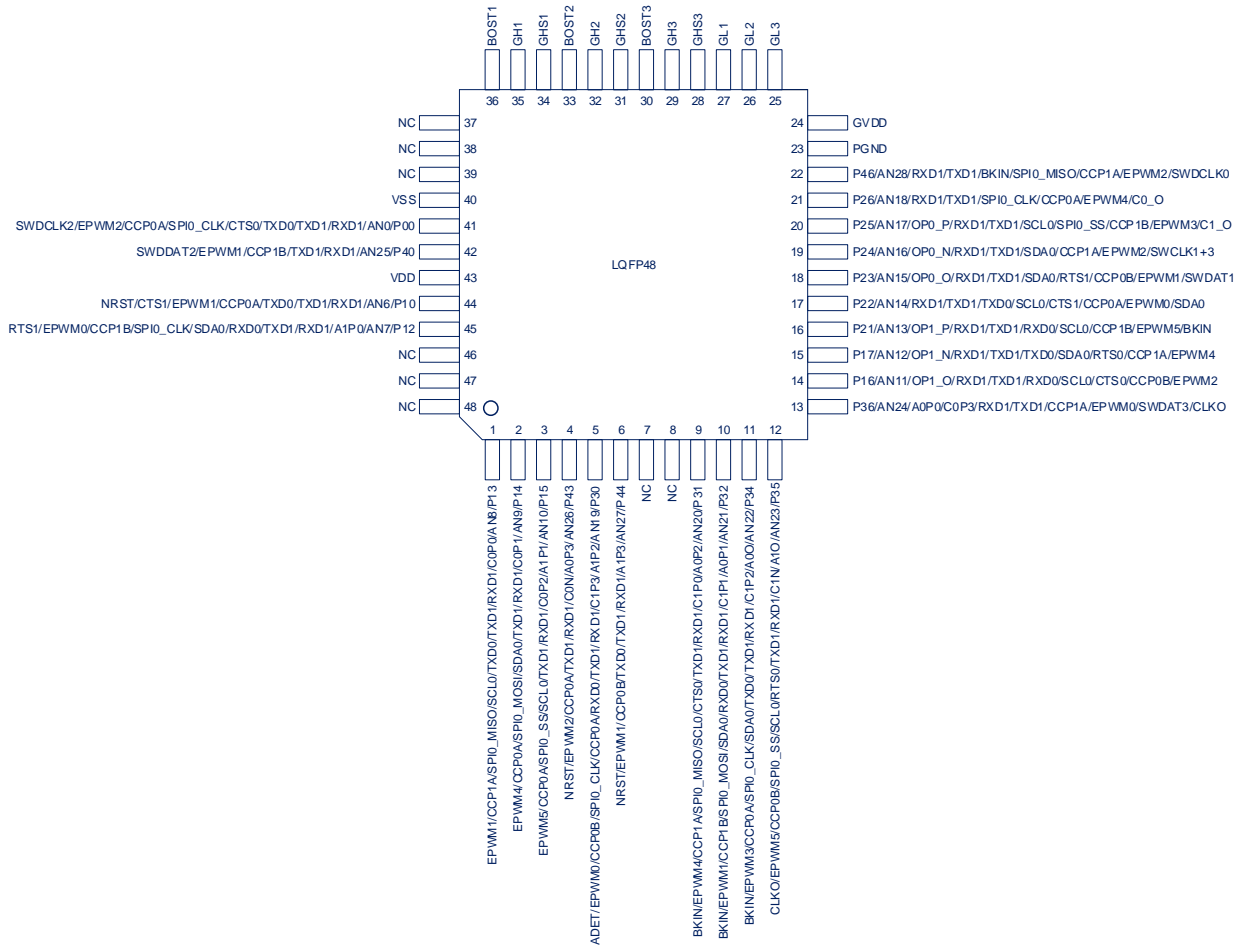 BOST1
GH1
GHS1
BOST2
GH2
GHS2
BOST3
GH3
GHS3
GL1
GL2
GL3
36
35
34
33
32
31
30
29
28
27
26
25
NC 37
NC 38
NC 39
VSS 40
SWDCLK2/EPWM2/CCP0A/SPI0_CLK/CTS0/TXD0/TXD1/RXD1/AN0/P00 41
SWDDAT2/EPWM1/CCP1B/TXD1/RXD1/AN25/P40 42
VDD 43
NRST/CTS1/EPWM1/CCP0A/TXD0/TXD1/RXD1/AN6/P10 44
RTS1/EPWM0/CCP1B/SPI0_CLK/SDA0/RXD0/TXD1/RXD1/A1P0/AN7/P12 45
NC 46
NC 47
NC 48
LQFP48
24 GVDD
23 PGND
22 P46/AN28/RXD1/TXD1/BKIN/SPI0_MISO/CCP1A/EPWM2/SWDCLK0
21 P26/AN18/RXD1/TXD1/SPI0_CLK/CCP0A/EPWM4/C0_O
20 P25/AN17/OP0_P/RXD1/TXD1/SCL0/SPI0_SS/CCP1B/EPWM3/C1_O
19 P24/AN16/OP0_N/RXD1/TXD1/SDA0/CCP1A/EPWM2/SWCLK1+3
18 P23/AN15/OP0_O/RXD1/TXD1/SDA0/RTS1/CCP0B/EPWM1/SWDAT1
17 P22/AN14/RXD1/TXD1/TXD0/SCL0/CTS1/CCP0A/EPWM0/SDA0
16 P21/AN13/OP1_P/RXD1/TXD1/RXD0/SCL0/CCP1B/EPWM5/BKIN
15 P17/AN12/OP1_N/RXD1/TXD1/TXD0/SDA0/RTS0/CCP1A/EPWM4
14 P16/AN11/OP1_O/RXD1/TXD1/RXD0/SCL0/CTS0/CCP0B/EPWM2
13 P36/AN24/A0P0/C0P3/RXD1/TXD1/CCP1A/EPWM0/SWDAT3/CLKO
1
2
3
4
5
6
7
8
9
10
11
12
EPWM1/CCP1A/SPI0_MISO/SCL0/TXD0/TXD1/RXD1/C0P0/AN8/P13
EPWM4/CCP0A/SPI0_MOSI/SDA0/TXD1/RXD1/C0P1/AN9/P14
EPWM5/CCP0A/SPI0_SS/SCL0/TXD1/RXD1/C0P2/A1P1/AN10/P15
NRST/EPWM2/CCP0A/TXD1/RXD1/C0N/A0P3/AN26/P43
ADET/EPWM0/CCP0B/SPI0_CLK/CCP0A/RXD0/TXD1/RXD1/C1P3/A1P2/AN19/P30
NRST/EPWM1/CCP0B/TXD0/TXD1/RXD1/A1P3/AN27/P44
NC
NC
BKIN/EPWM4/CCP1A/SPI0_MISO/SCL0/CTS0/TXD1/RXD1/C1P0/A0P2/AN20/P31
BKIN/EPWM1/CCP1B/SPI0_MOSI/SDA0/RXD0/TXD1/RXD1/C1P1/A0P1/AN21/P32
BKIN/EPWM3/CCP0A/SPI0_CLK/SDA0/TXD0/TXD1/RXD1/C1P2/A0O/AN22/P34
CLKO/EPWM5/CCP0B/SPI0_SS/SCL0/RTS0/TXD1/RXD1/C1N/A1O/AN23/P35